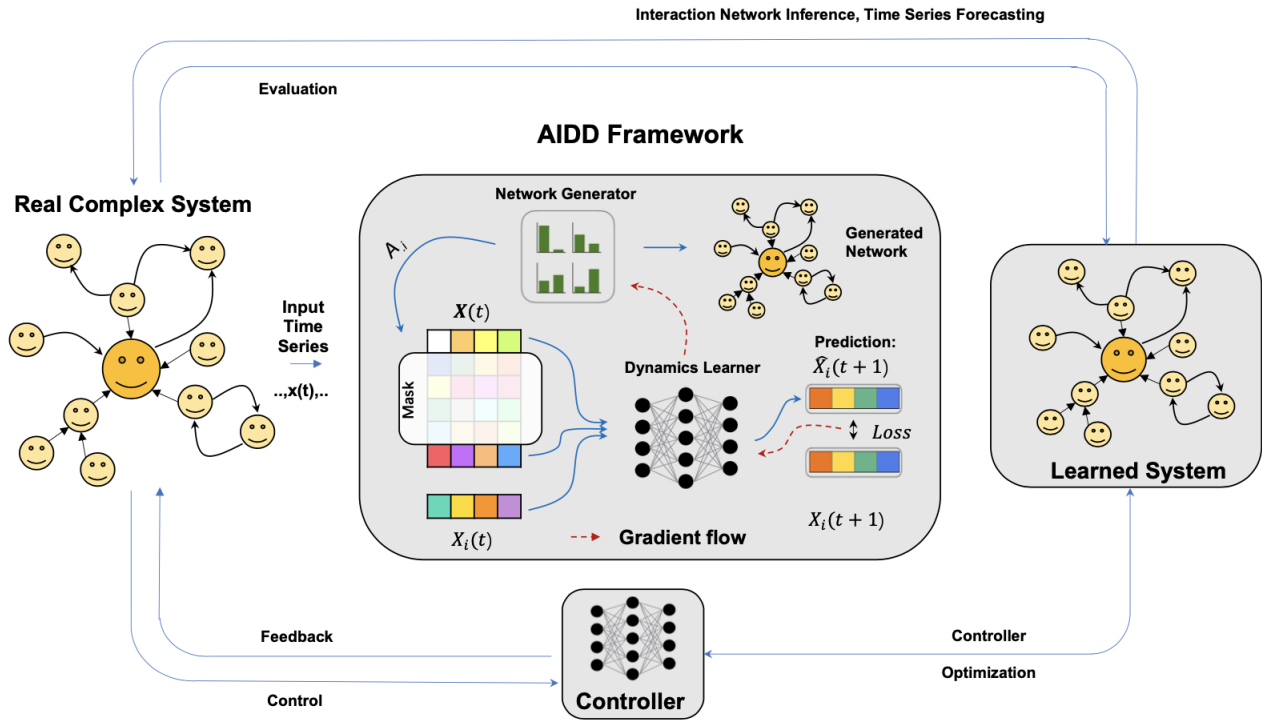 Interaction Network Inference, Time Series Forecasting
Evaluation
AIDD Framework
Real Complex System
Network Generator
A.i
Generated
Network
Input
Time
Series
..,x(t),..
X(t)
Mask
Dynamics Learner
Prediction:
X̂ᵢ(t + 1)
Loss
Learned System
Xᵢ(t)
Gradient flow
Xᵢ(t + 1)
Feedback
Control
Controller
Controller
Optimization